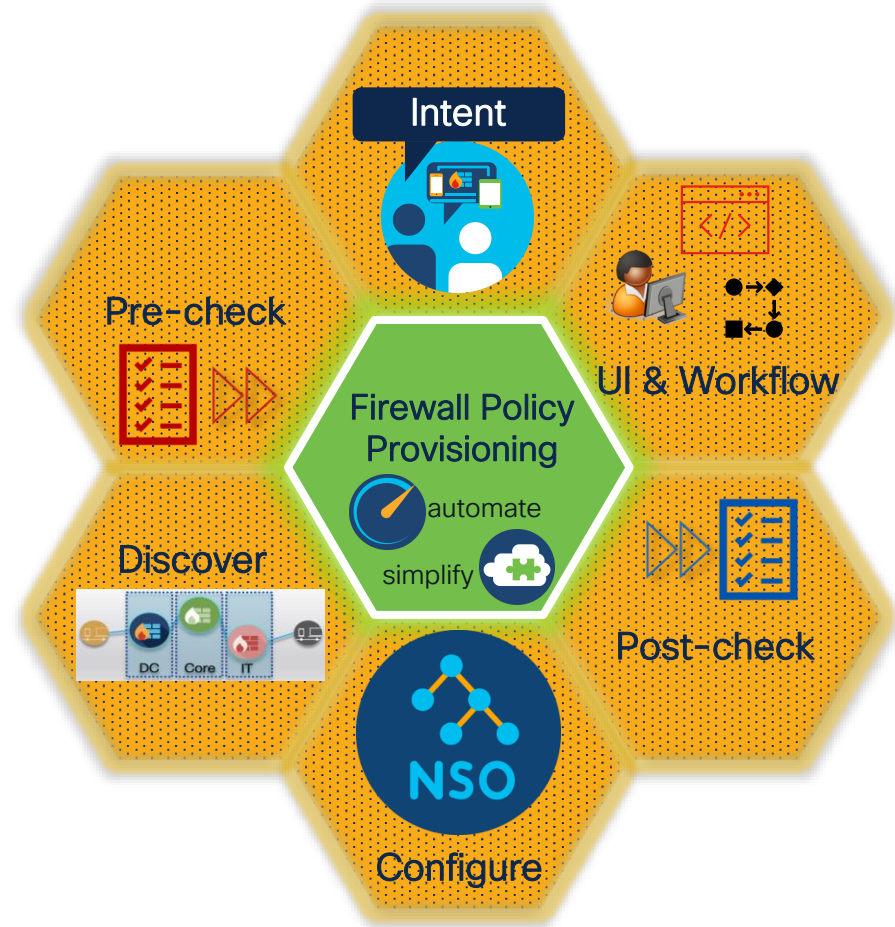 Intent
</>
Pre-check
UI & Workflow
Firewall Policy
Provisioning
automate
simplify
Discover
DC Core IT
Post-check
NSO
Configure